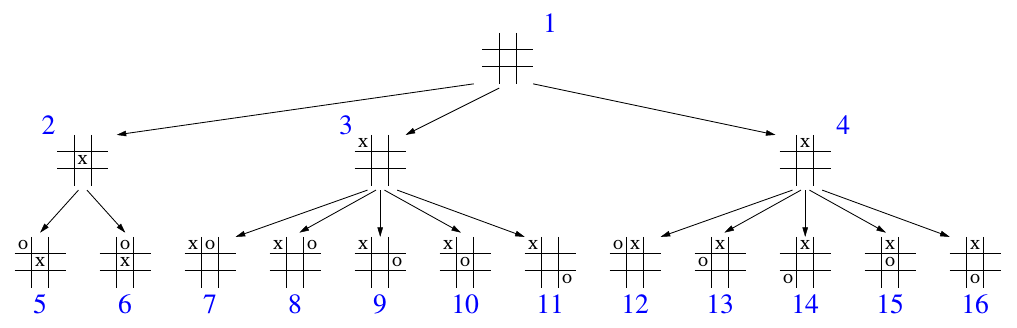 1
2 3 4
x x
x
o o x o x o x x x o x x x x x
x x o o o o
o o o
5 6 7 8 9 10 11 12 13 14 15 16